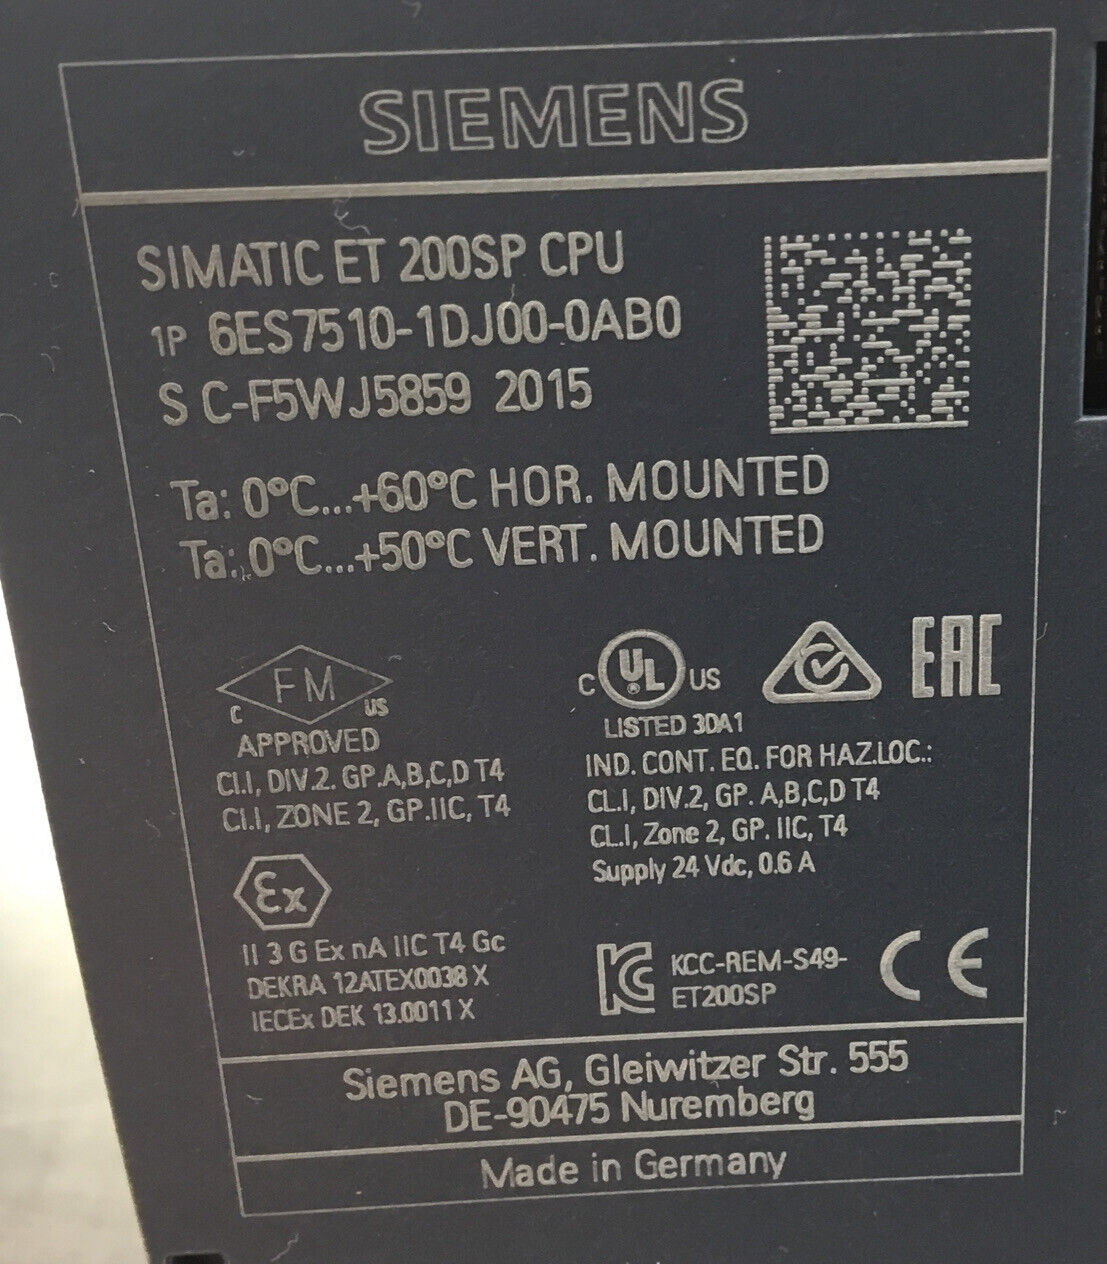 SIEMENS
SIMATIC ET 200SP CPU
1P 6ES7510-1DJ00-0AB0
S C-F5WJ5859 2015
Ta: 0°C...+60°C HOR. MOUNTED
Ta: 0°C...+50°C VERT. MOUNTED
FM
C US
APPROVED
Cl.I, DIV.2. GP.A,B,C,D T4
Cl.I, ZONE 2, GP.IIC, T4
C UL ® US
LISTED 3DA1
IND. CONT. EQ. FOR HAZ.LOC.:
CL.I, DIV.2, GP. A,B,C,D T4
CL.I, Zone 2, GP. IIC, T4
Supply 24 Vdc, 0.6 A
EAC
Ex
II 3 G Ex nA IIC T4 Gc
DEKRA 12ATEX0038 X
IECEx DEK 13.0011 X
KC
KCC-REM-S49-
ET200SP
CE
Siemens AG, Gleiwitzer Str. 555
DE-90475 Nuremberg
Made in Germany